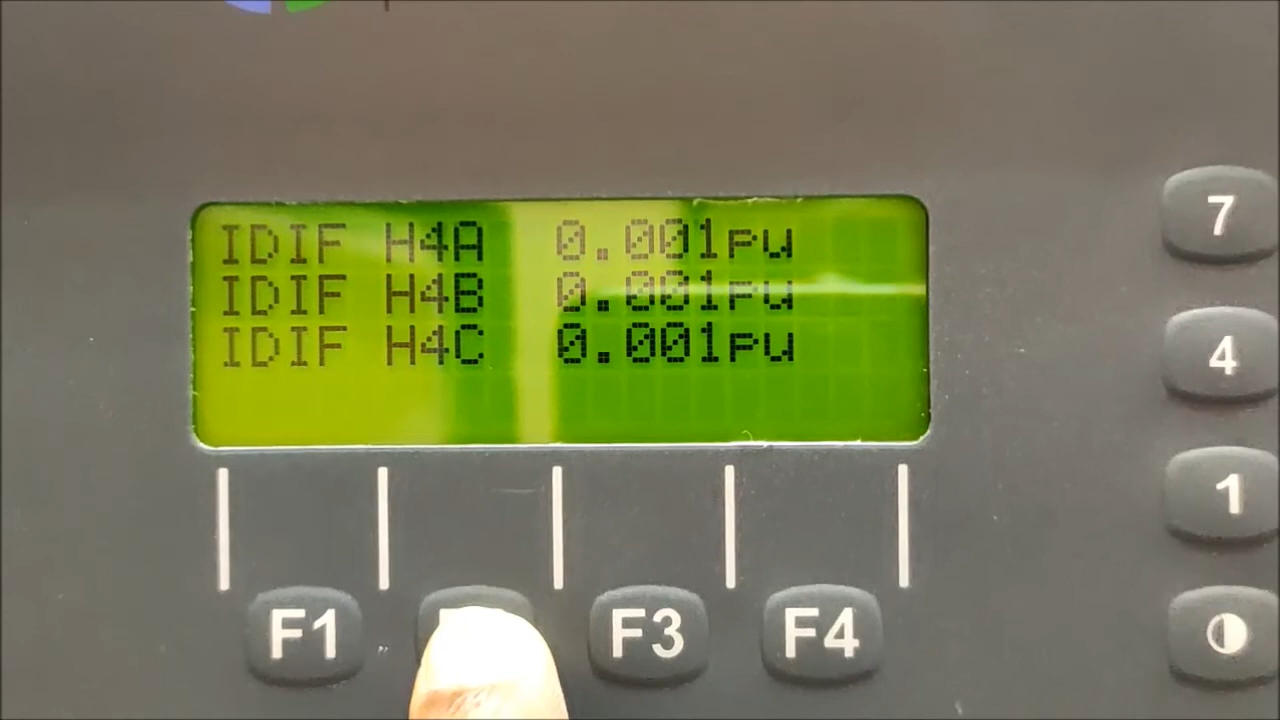 IDIF H4A 0.001pu
IDIF H4B 0.001pu
IDIF H4C 0.001pu
7
4
1
F1
F3
F4